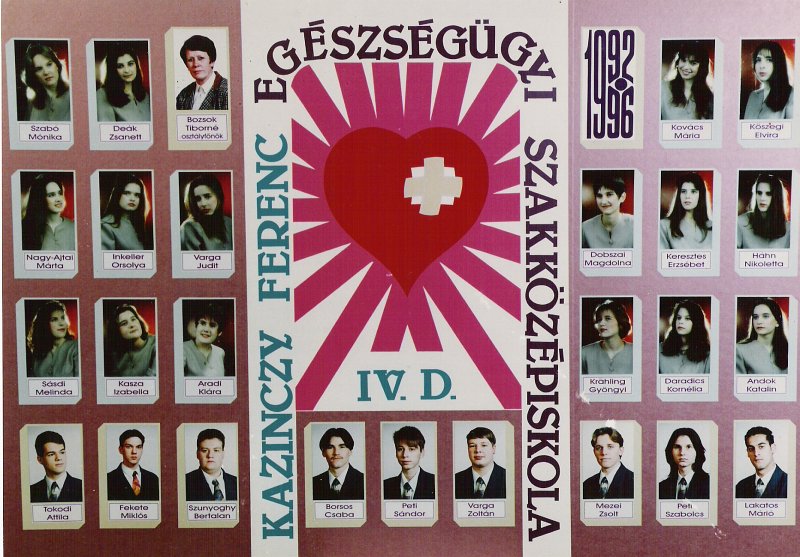 KAZINCZY FERENC
EGÉSZSÉGÜGYI
SZAKKÖZÉPISKOLA
1992
1996
IV. D.
Szabó
Mónika
Deák
Zsanett
Bozsok
Tiborné
osztályfőnök
Kovács
Mária
Kőszegi
Elvira
Nagy-Ajtai
Márta
Inkeller
Orsolya
Varga
Judit
Dobszai
Magdolna
Keresztes
Erzsébet
Hahn
Nikoletta
Sásdi
Melinda
Kasza
Izabella
Aradi
Klára
Krähling
Gyöngyi
Daradics
Kornélia
Andok
Katalin
Tokodi
Attila
Fekete
Miklós
Szunyoghy
Bertalan
Borsos
Csaba
Peti
Sándor
Varga
Zoltán
Mezei
Zsolt
Peti
Szabolcs
Lakatos
Márió